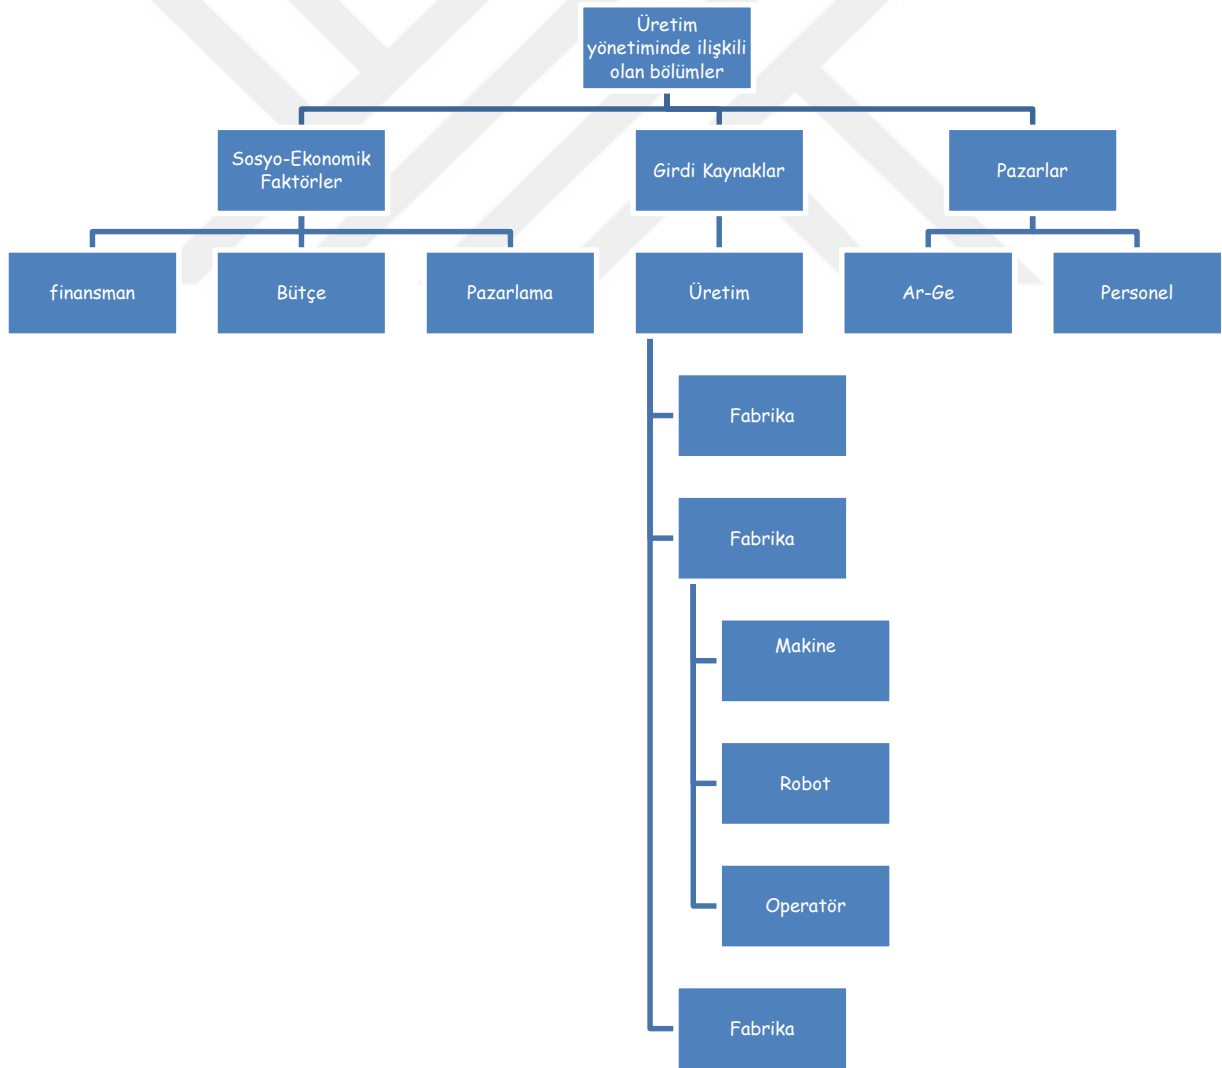 Üretim
yönetiminde ilişkili
olan bölümler
Sosyo-Ekonomik
Faktörler
Girdi Kaynaklar
Pazarlar
finansman
Bütçe
Pazarlama
Üretim
Ar-Ge
Personel
Fabrika
Fabrika
Makine
Robot
Operatör
Fabrika